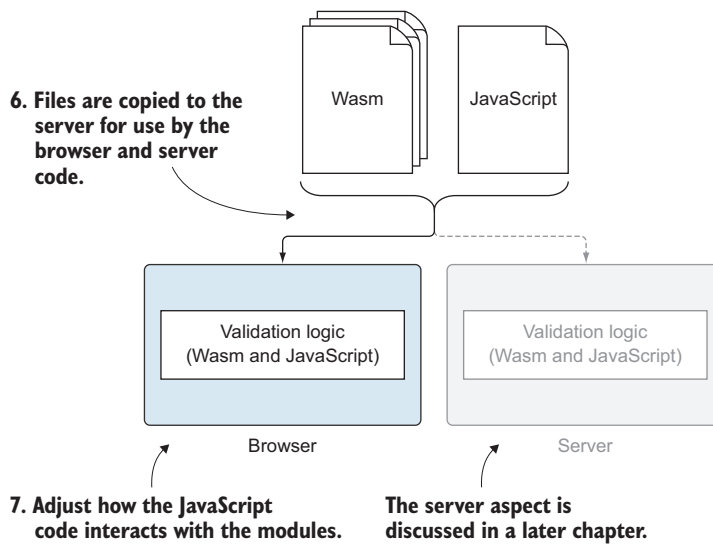 Wasm
JavaScript
6. Files are copied to the
server for use by the
browser and server
code.
Validation logic
(Wasm and JavaScript)
Validation logic
(Wasm and JavaScript)
Browser
Server
7. Adjust how the JavaScript
code interacts with the modules.
The server aspect is
discussed in a later chapter.